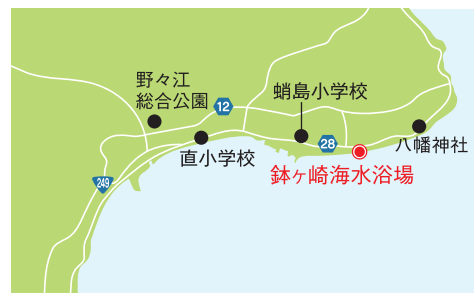 野々江
総合公園
12
蛸島小学校
直小学校
28
八幡神社
鉢ヶ崎海水浴場
249